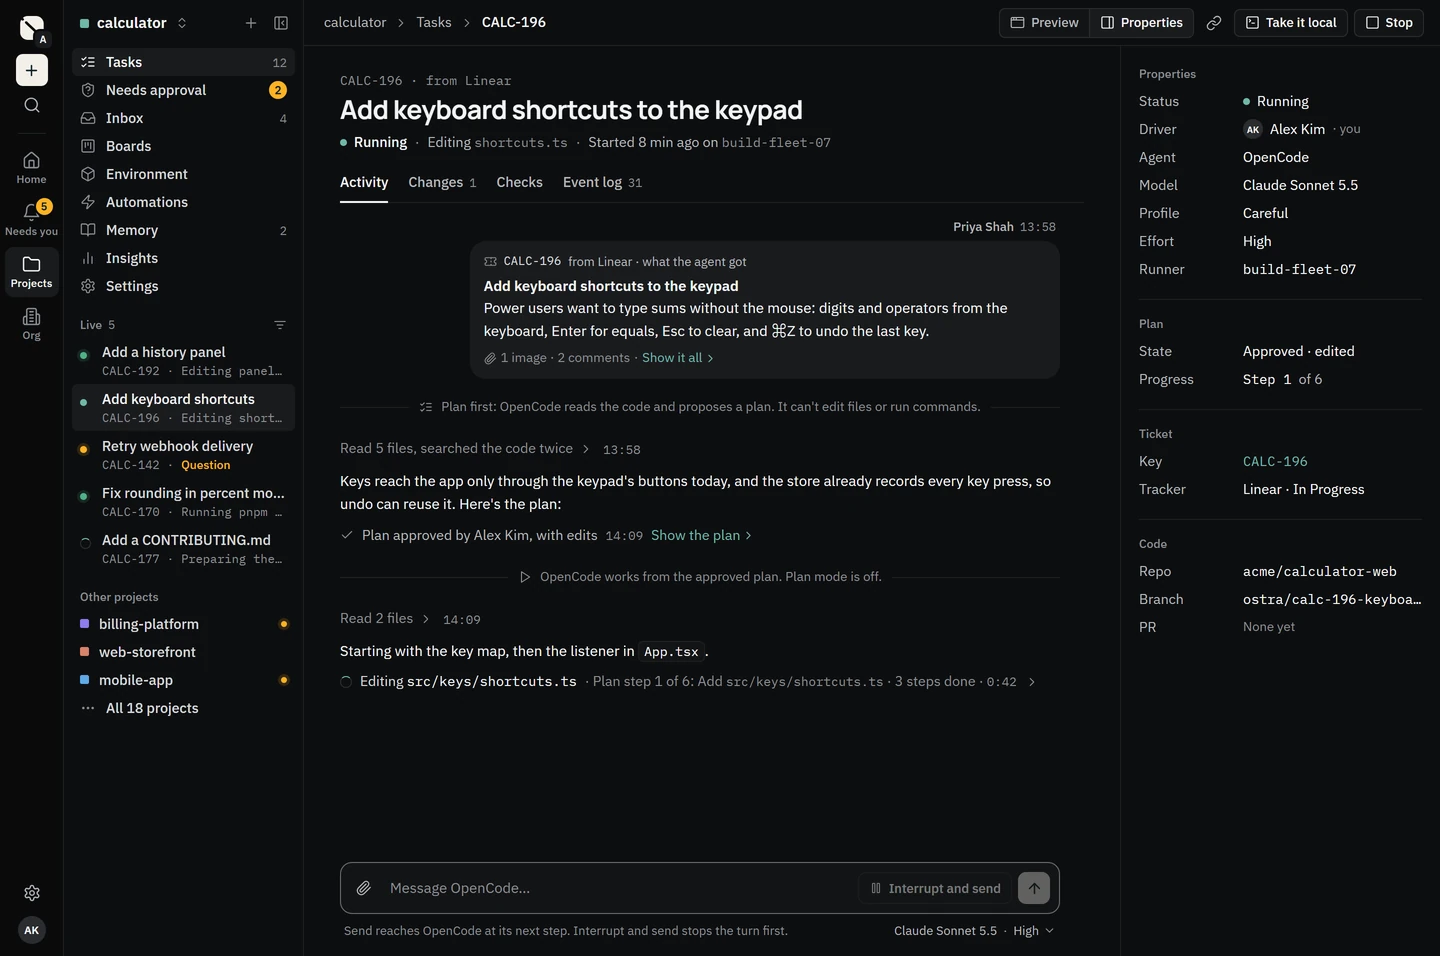 A
Home
5
Needs you
Projects
Org
AK
calculator
Tasks 12
Needs approval 2
Inbox 4
Boards
Environment
Automations
Memory 2
Insights
Settings
Live 5
Add a history panel
CALC-192 · Editing panel…
Add keyboard shortcuts
CALC-196 · Editing short…
Retry webhook delivery
CALC-142 · Question
Fix rounding in percent mo…
CALC-170 · Running pnpm …
Add a CONTRIBUTING.md
CALC-177 · Preparing the…
Other projects
billing-platform
web-storefront
mobile-app
All 18 projects
calculator > Tasks > CALC-196
Preview
Properties
Take it local
Stop
CALC-196 · from Linear
Add keyboard shortcuts to the keypad
Running · Editing shortcuts.ts · Started 8 min ago on build-fleet-07
Activity Changes 1 Checks Event log 31
Priya Shah 13:58
CALC-196 from Linear · what the agent got
Add keyboard shortcuts to the keypad
Power users want to type sums without the mouse: digits and operators from the
keyboard, Enter for equals, Esc to clear, and ⌘Z to undo the last key.
1 image · 2 comments · Show it all >
Plan first: OpenCode reads the code and proposes a plan. It can't edit files or run commands.
Read 5 files, searched the code twice > 13:58
Keys reach the app only through the keypad's buttons today, and the store already records every key press, so
undo can reuse it. Here's the plan:
Plan approved by Alex Kim, with edits 14:09 Show the plan >
OpenCode works from the approved plan. Plan mode is off.
Read 2 files > 14:09
Starting with the key map, then the listener in App.tsx.
Editing src/keys/shortcuts.ts · Plan step 1 of 6: Add src/keys/shortcuts.ts · 3 steps done · 0:42 >
Message OpenCode…
Interrupt and send
Send reaches OpenCode at its next step. Interrupt and send stops the turn first.
Claude Sonnet 5.5 · High
Properties
Status Running
Driver AK Alex Kim · you
Agent OpenCode
Model Claude Sonnet 5.5
Profile Careful
Effort High
Runner build-fleet-07
Plan
State Approved · edited
Progress Step 1 of 6
Ticket
Key CALC-196
Tracker Linear · In Progress
Code
Repo acme/calculator-web
Branch ostra/calc-196-keyboa…
PR None yet